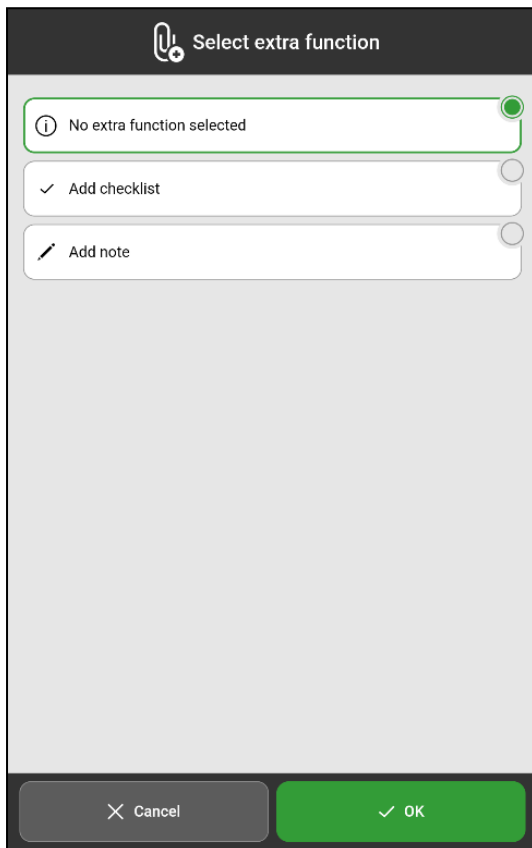 Select extra function
No extra function selected
Add checklist
Add note
Cancel
OK